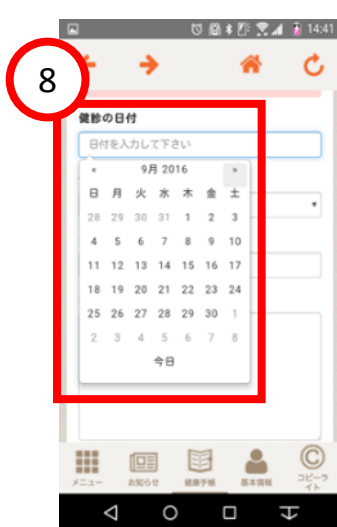 14:41
8
健診の日付
日付を入力して下さい
« 9月 2016 »
日 月 火 水 木 金 土
28 29 30 31 1 2 3
4 5 6 7 8 9 10
11 12 13 14 15 16 17
18 19 20 21 22 23 24
25 26 27 28 29 30 1
2 3 4 5 6 7 8
今日
メニュー お知らせ 健康手帳 基本情報 コピーラ
イト